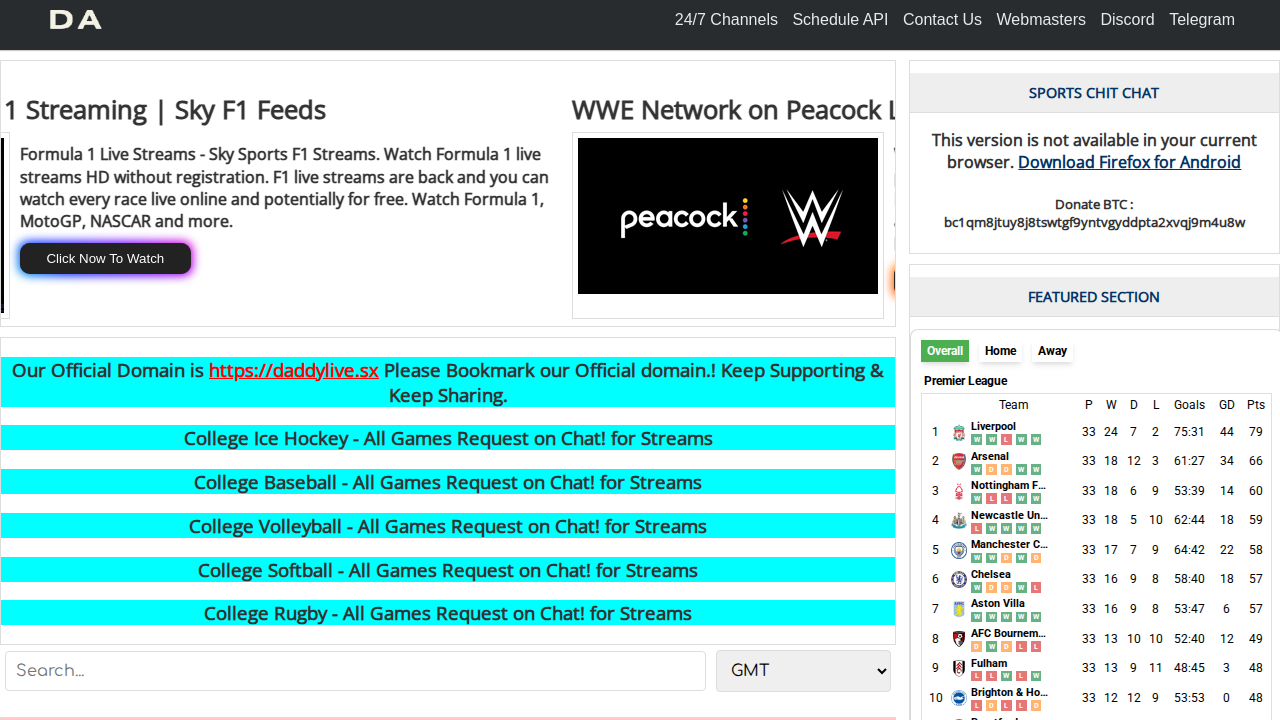 DA
24/7 Channels Schedule API Contact Us Webmasters Discord Telegram
1 Streaming | Sky F1 Feeds
Formula 1 Live Streams - Sky Sports F1 Streams. Watch Formula 1 live
streams HD without registration. F1 live streams are back and you can
watch every race live online and potentially for free. Watch Formula 1,
MotoGP, NASCAR and more.
Click Now To Watch
WWE Network on Peacock L
peacock W
Our Official Domain is https://daddylive.sx Please Bookmark our Official domain.! Keep Supporting &
Keep Sharing.
College Ice Hockey - All Games Request on Chat! for Streams
College Baseball - All Games Request on Chat! for Streams
College Volleyball - All Games Request on Chat! for Streams
College Softball - All Games Request on Chat! for Streams
College Rugby - All Games Request on Chat! for Streams
Search...
GMT
SPORTS CHIT CHAT
This version is not available in your current
browser. Download Firefox for Android
Donate BTC :
bc1qm8jtuy8j8tswtgf9yntvgyddpta2xvqj9m4u8w
FEATURED SECTION
Overall Home Away
Premier League
Team P W D L Goals GD Pts
1 Liverpool 33 24 7 2 75:31 44 79
W W L W W
2 Arsenal 33 18 12 3 61:27 34 66
W D D W W
3 Nottingham F... 33 18 6 9 53:39 14 60
W L L W W
4 Newcastle Un... 33 18 5 10 62:44 18 59
L W W W W
5 Manchester C... 33 17 7 9 64:42 22 58
W W D W D
6 Chelsea 33 16 9 8 58:40 18 57
W D D W L
7 Aston Villa 33 16 9 8 53:47 6 57
W W W W W
8 AFC Bournem... 33 13 10 10 52:40 12 49
D W D L L
9 Fulham 33 13 9 11 48:45 3 48
L L W L W
10 Brighton & Ho... 33 12 12 9 53:53 0 48
L D L L D